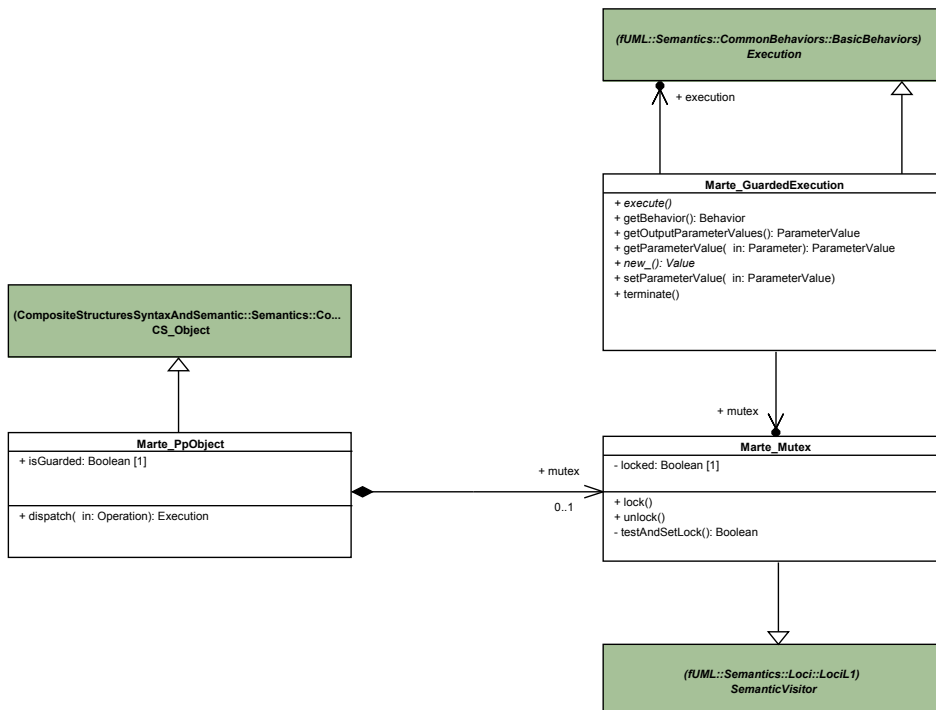 (fUML::Semantics::CommonBehaviors::BasicBehaviors)
Execution
+ execution
Marte_GuardedExecution
+ execute()
+ getBehavior(): Behavior
+ getOutputParameterValues(): ParameterValue
+ getParameterValue(  in: Parameter): ParameterValue
+ new_(): Value
+ setParameterValue(  in: ParameterValue)
+ terminate()
(CompositeStructuresSyntaxAndSemantic::Semantics::Co...
CS_Object
+ mutex
Marte_PpObject
+ isGuarded: Boolean [1]
+ dispatch(  in: Operation): Execution
+ mutex
0..1
Marte_Mutex
- locked: Boolean [1]
+ lock()
+ unlock()
- testAndSetLock(): Boolean
(fUML::Semantics::Loci::LociL1)
SemanticVisitor